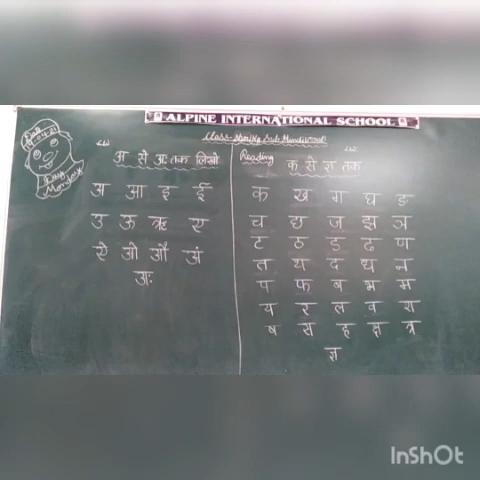 ALPINE INTERNATIONAL SCHOOL
अ से अः तक लिखो
अ आ इ ई
उ ऊ ऋ ए
ऐ ओ औ अं
अः
Reading
क से ज्ञ तक
क ख ग घ ङ
च छ ज झ ञ
ट ठ ड ढ ण
त थ द ध न
प फ ब भ म
य र ल व श
ष स ह क्ष त्र
ज्ञ
InShOt